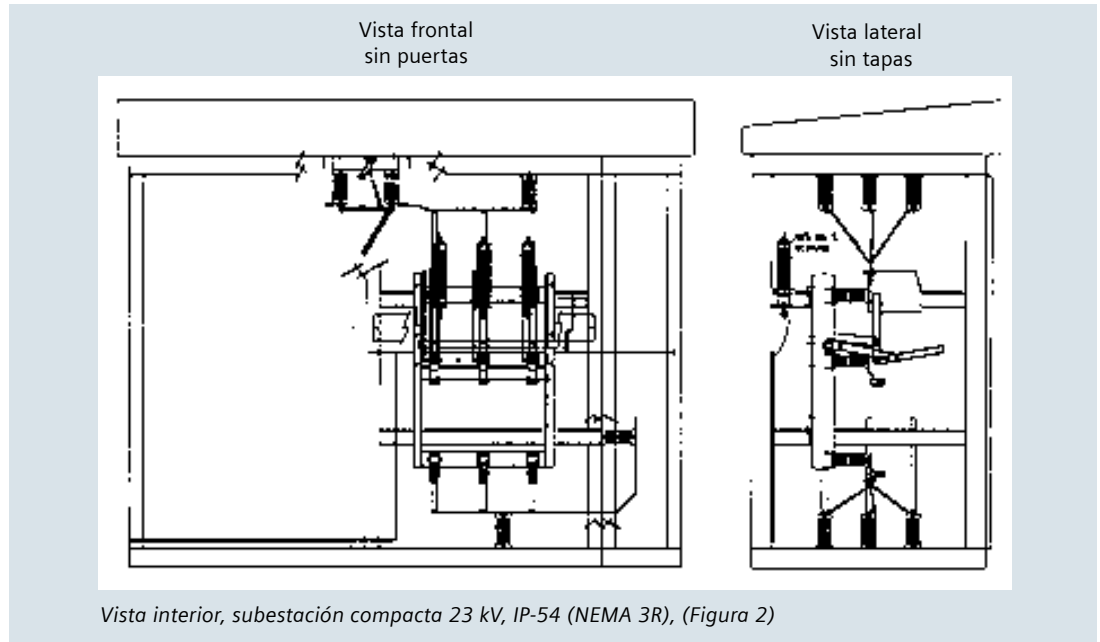 Vista frontal
sin puertas
Vista lateral
sin tapas
Vista interior, subestación compacta 23 kV, IP-54 (NEMA 3R), (Figura 2)